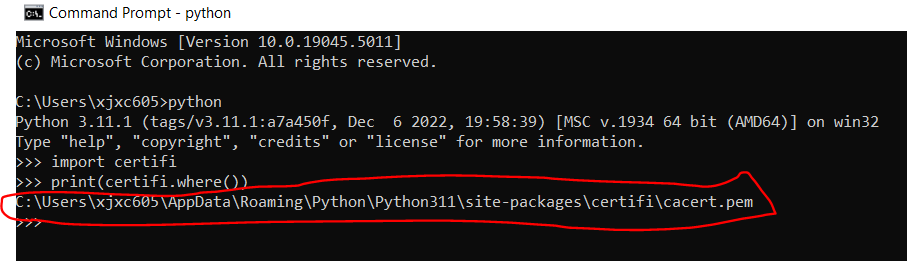 Command Prompt - python
Microsoft Windows [Version 10.0.19045.5011]
(c) Microsoft Corporation. All rights reserved.
C:\Users\xjxc605>python
Python 3.11.1 (tags/v3.11.1:a7a450f, Dec  6 2022, 19:58:39) [MSC v.1934 64 bit (AMD64)] on win32
Type "help", "copyright", "credits" or "license" for more information.
>>> import certifi
>>> print(certifi.where())
C:\Users\xjxc605\AppData\Roaming\Python\Python311\site-packages\certifi\cacert.pem
>>>